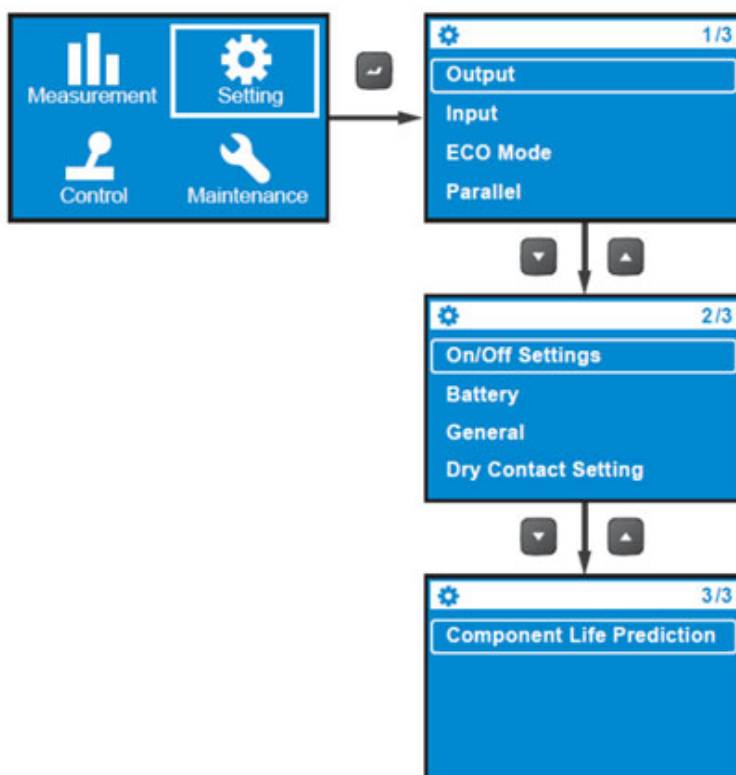 Measurement
Setting
Control
Maintenance
1/3
Output
Input
ECO Mode
Parallel
2/3
On/Off Settings
Battery
General
Dry Contact Setting
3/3
Component Life Prediction